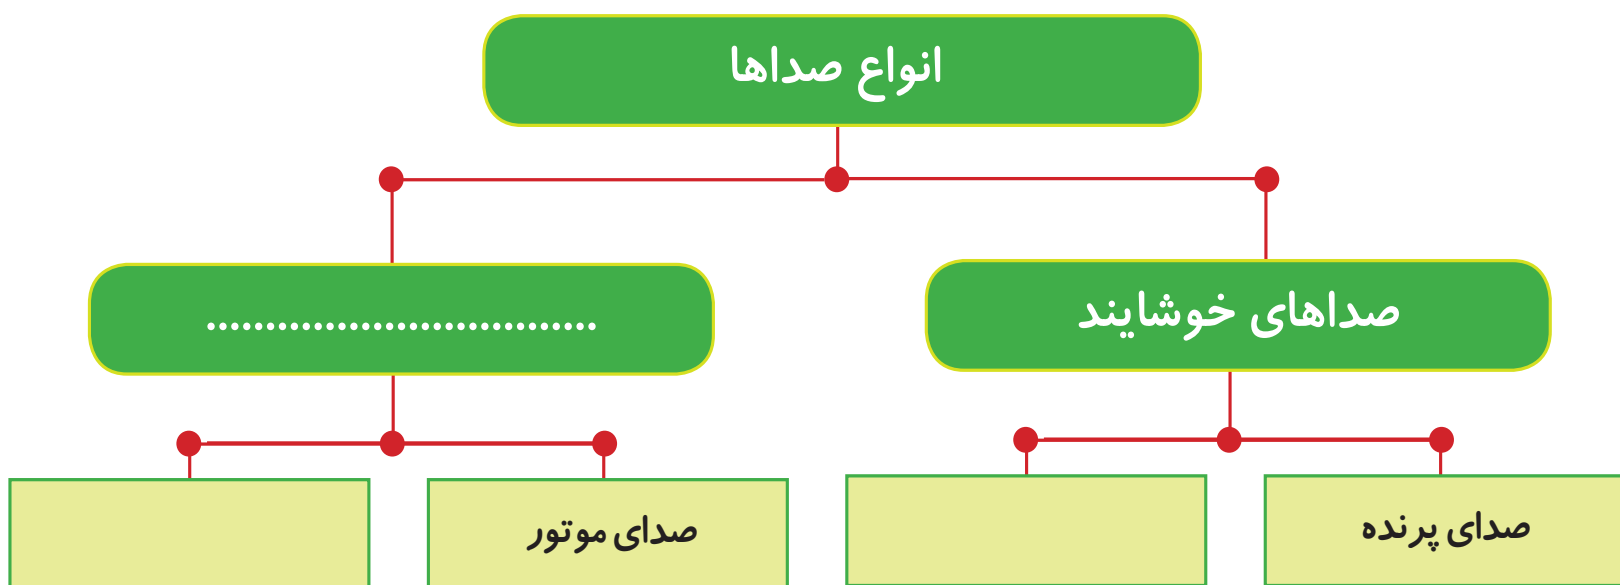 انواع صداها
صداهای خوشایند
.................................
صدای پرنده
صدای موتور